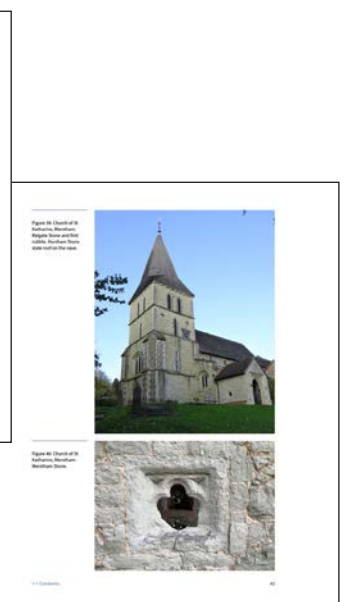 Figure 39: Church of St
Katharine, Merstham.
Reigate Stone and flint
rubble. Horsham Stone
slate roof on the nave.
Figure 40: Church of St
Katharine, Merstham.
Merstham Stone.
<< Contents